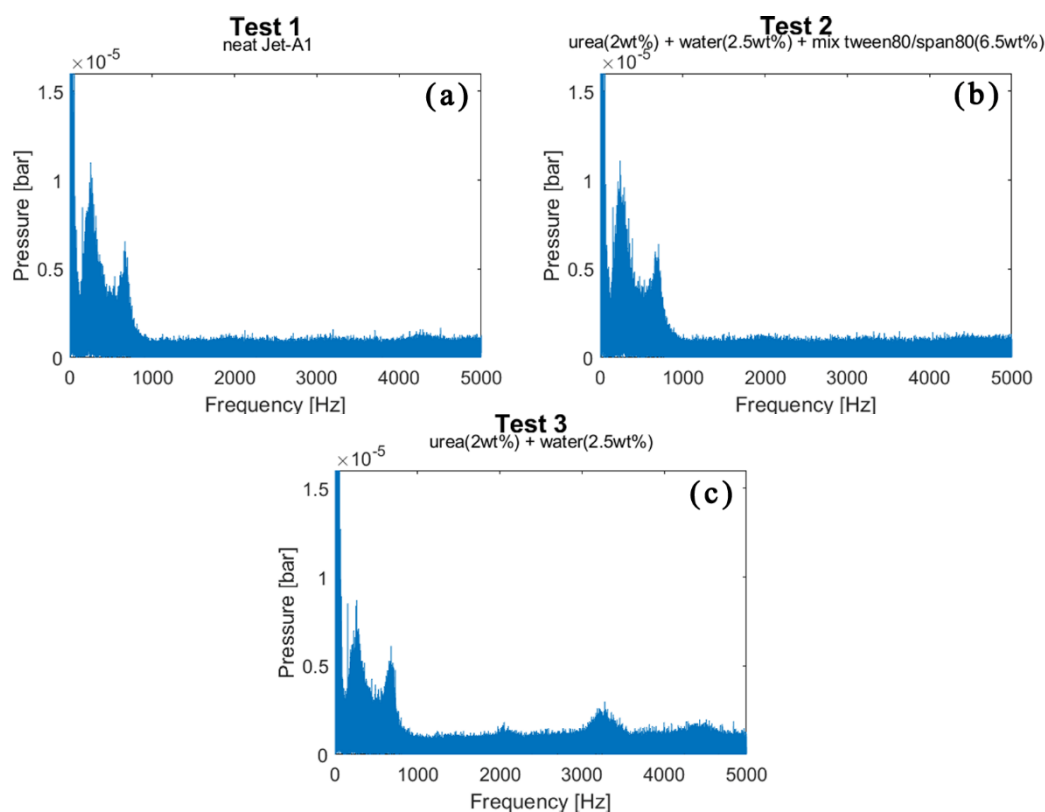 Test 1
neat Jet-A1
×10⁻⁵
(a)
1.5
1
0.5
0
Pressure [bar]
0 1000 2000 3000 4000 5000
Frequency [Hz]
Test 2
urea(2wt%) + water(2.5wt%) + mix tween80/span80(6.5wt%)
×10⁻⁵
(b)
1.5
1
0.5
0
Pressure [bar]
0 1000 2000 3000 4000 5000
Frequency [Hz]
Test 3
urea(2wt%) + water(2.5wt%)
×10⁻⁵
(c)
1.5
1
0.5
0
Pressure [bar]
0 1000 2000 3000 4000 5000
Frequency [Hz]